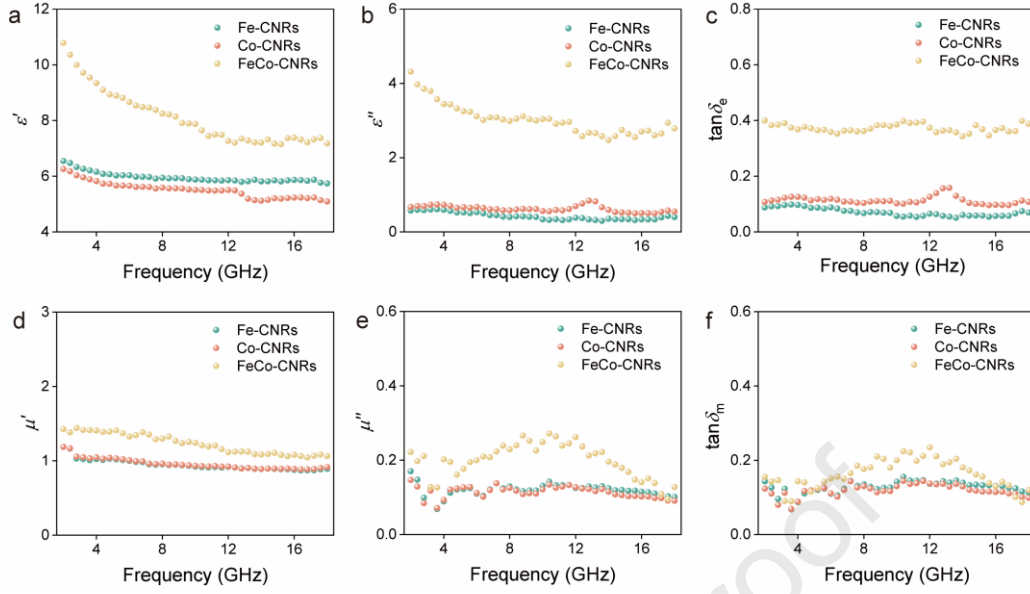 a
12
10
8
6
4
ε'
Fe-CNRs
Co-CNRs
FeCo-CNRs
4 8 12 16
Frequency (GHz)
b
6
4
2
0
ε"
Fe-CNRs
Co-CNRs
FeCo-CNRs
4 8 12 16
Frequency (GHz)
c
0.8
0.6
0.4
0.2
0.0
tanδe
Fe-CNRs
Co-CNRs
FeCo-CNRs
4 8 12 16
Frequency (GHz)
d
3
2
1
0
μ'
Fe-CNRs
Co-CNRs
FeCo-CNRs
4 8 12 16
Frequency (GHz)
e
0.6
0.4
0.2
0.0
μ"
Fe-CNRs
Co-CNRs
FeCo-CNRs
4 8 12 16
Frequency (GHz)
f
0.6
0.4
0.2
0.0
tanδm
Fe-CNRs
Co-CNRs
FeCo-CNRs
4 8 12 16
Frequency (GHz)
roof